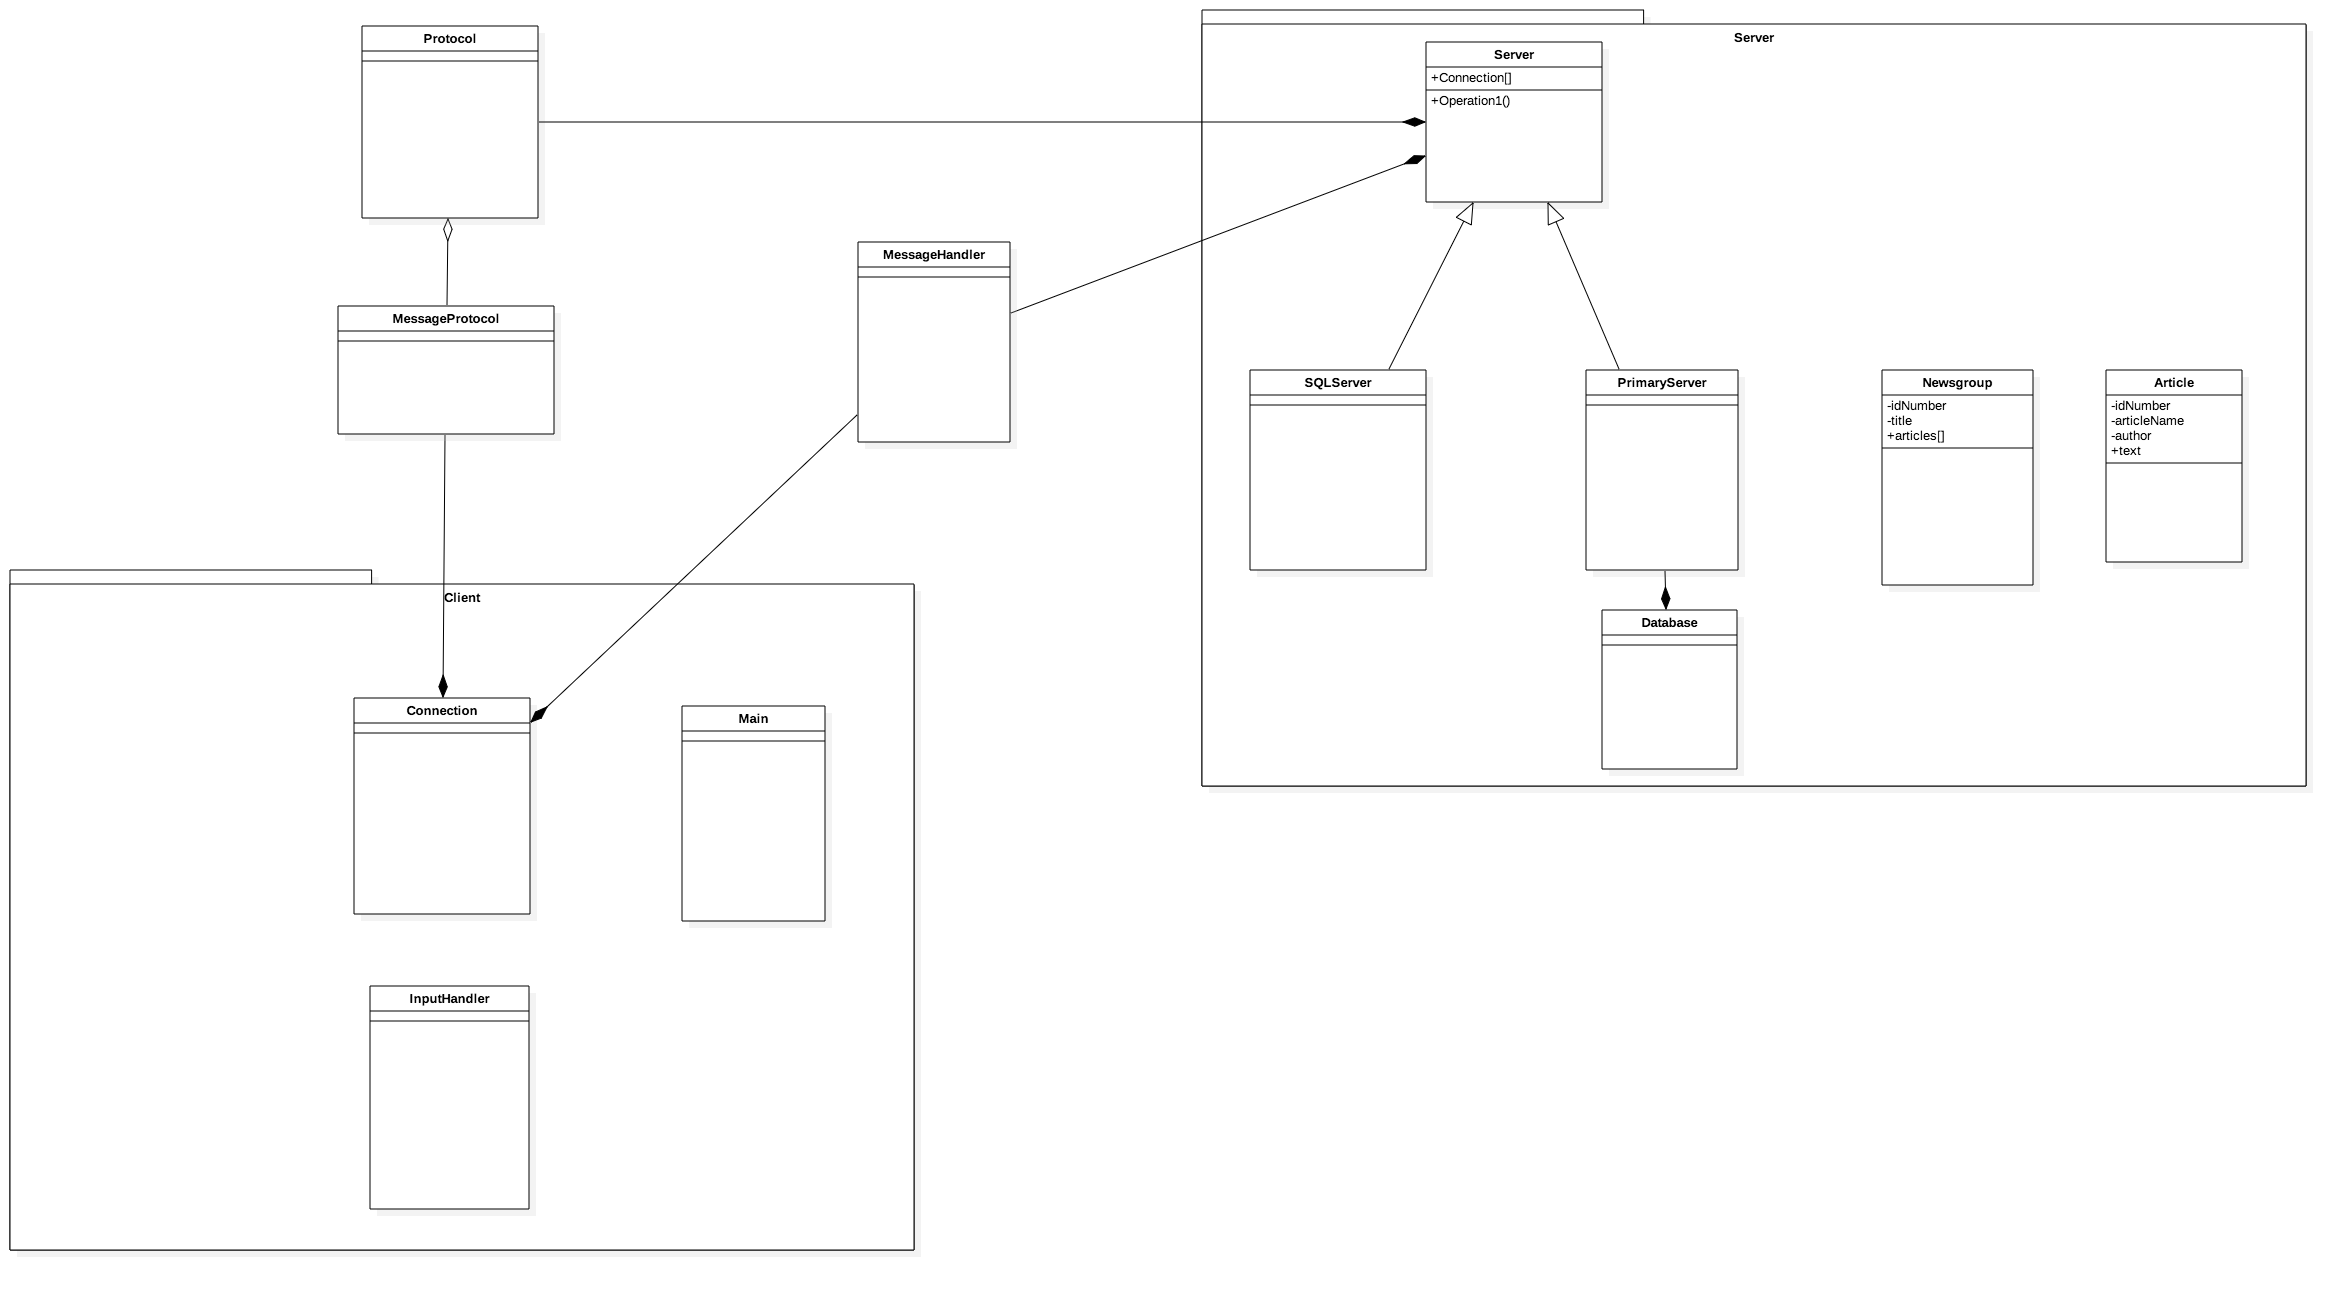 Protocol
Server
Server
+Connection[]
+Operation1()
MessageHandler
MessageProtocol
SQLServer
PrimaryServer
Newsgroup
-idNumber
-title
+articles[]
Article
-idNumber
-articleName
-author
+text
Database
Client
Connection
Main
InputHandler